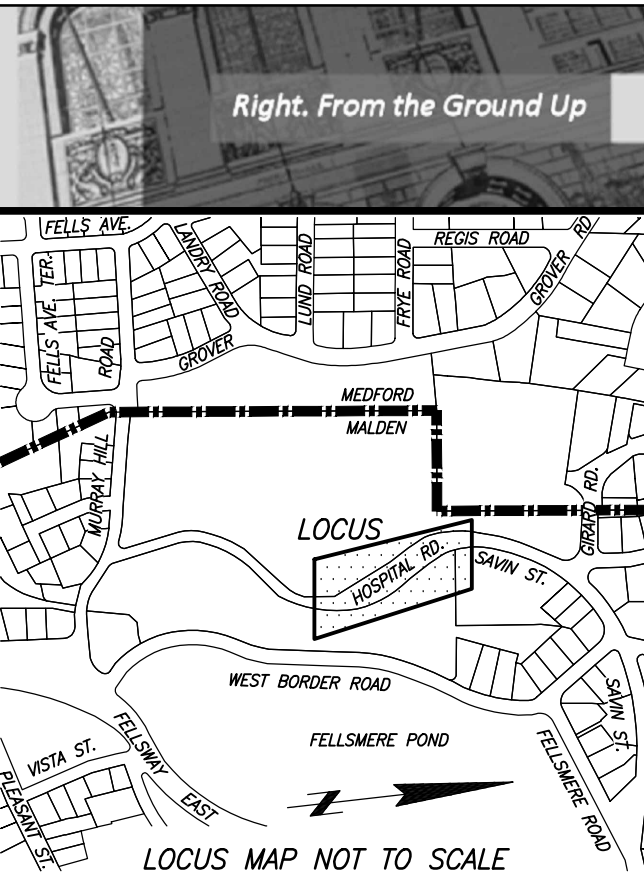 Right. From the Ground Up
FELLS AVE.
LANDRY ROAD
LUND ROAD
FRYE ROAD
REGIS ROAD
GROVER RD
FELLS AVE. TER.
ROAD
GROVER
MEDFORD
MALDEN
MURRAY HILL
GIRARD RD.
LOCUS
HOSPITAL RD.
SAVIN ST.
WEST BORDER ROAD
SAVIN ST.
FELLSMERE POND
FELLSWAY
EAST
VISTA ST.
PLEASANT ST.
FELLSMERE ROAD
N
LOCUS MAP NOT TO SCALE